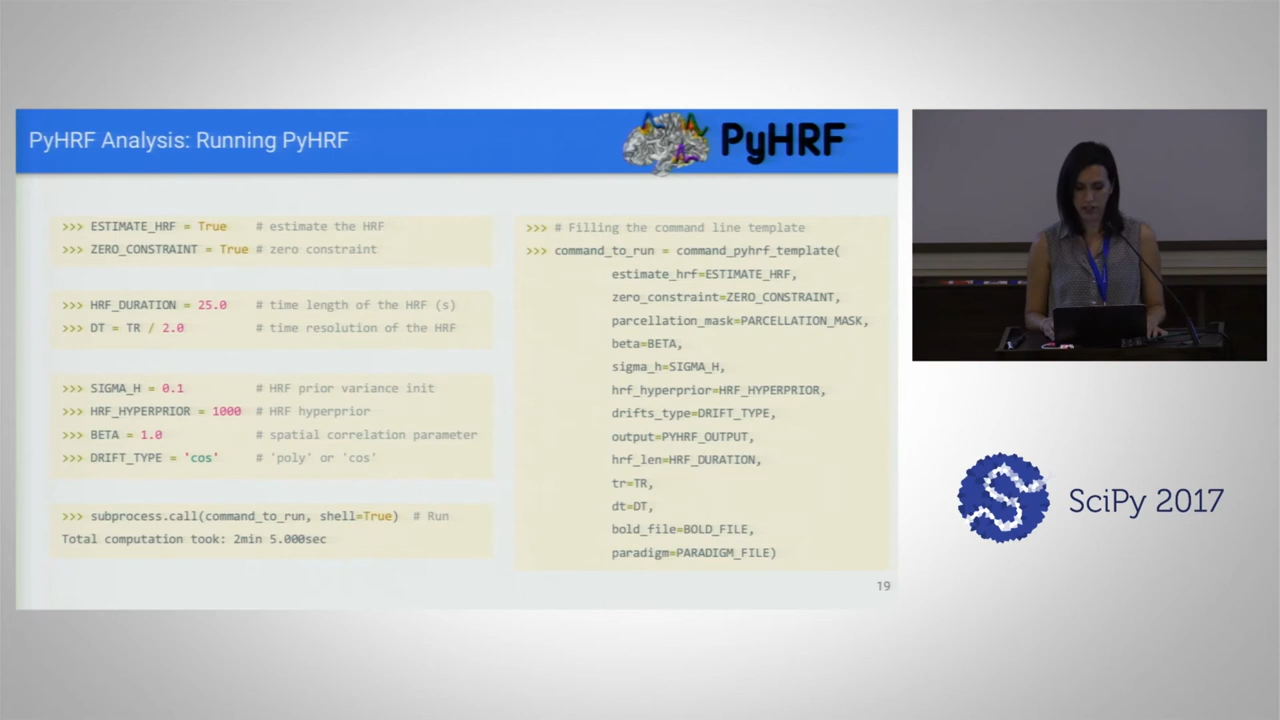 PyHRF Analysis: Running PyHRF
PyHRF
>>> ESTIMATE_HRF = True # estimate the HRF
>>> ZERO_CONSTRAINT = True # zero constraint
>>> HRF_DURATION = 25.0 # time length of the HRF (s)
>>> DT = TR / 2.0 # time resolution of the HRF
>>> SIGMA_H = 0.1 # HRF prior variance init
>>> HRF_HYPERPRIOR = 1000 # HRF hyperprior
>>> BETA = 1.0 # spatial correlation parameter
>>> DRIFT_TYPE = 'cos' # 'poly' or 'cos'
>>> subprocess.call(command_to_run, shell=True) # Run
Total computation took: 2min 5.000sec
>>> # Filling the command line template
>>> command_to_run = command_pyhrf_template(
estimate_hrf=ESTIMATE_HRF,
zero_constraint=ZERO_CONSTRAINT,
parcellation_mask=PARCELLATION_MASK,
beta=BETA,
sigma_h=SIGMA_H,
hrf_hyperprior=HRF_HYPERPRIOR,
drifts_type=DRIFT_TYPE,
output=PYHRF_OUTPUT,
hrf_len=HRF_DURATION,
tr=TR,
dt=DT,
bold_file=BOLD_FILE,
paradigm=PARADIGM_FILE)
19
SciPy 2017